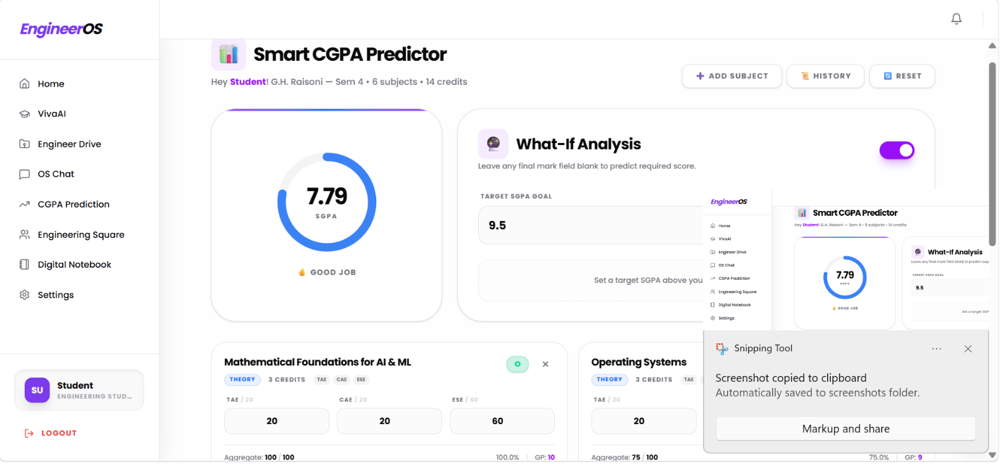 EngineerOS
Home
VivaAI
Engineer Drive
OS Chat
CGPA Prediction
Engineering Square
Digital Notebook
Settings
SU
Student
ENGINEERING STUD...
LOGOUT
Smart CGPA Predictor
Hey Student! G.H. Raisoni — Sem 4 • 6 subjects • 14 credits
ADD SUBJECT
HISTORY
RESET
7.79
SGPA
GOOD JOB
What-If Analysis
Leave any final mark field blank to predict required score.
TARGET SGPA GOAL
9.5
Set a target SGPA above you
Mathematical Foundations for AI & ML
O
THEORY 3 CREDITS TAE CAE ESE
TAE / 20 CAE / 20 ESE / 60
20 20 60
Aggregate: 100 / 100 100.0% GP: 10
Operating Systems
THEORY 3 CREDITS TAE
TAE / 20
20
Aggregate: 75 / 100 75.0% GP: 9
EngineerOS
Home
VivaAI
Engineer Drive
OS Chat
CGPA Prediction
Engineering Square
Digital Notebook
Settings
Smart CGPA Predictor
Hey Student! G.H. Raisoni — Sem 4 • 6 subjects • 14 credits
7.79
SGPA
GOOD JOB
What-If Analysis
Leave any final mark field blank to predict requ
TARGET SGPA GOAL
9.5
Set a target SGP
Snipping Tool
Screenshot copied to clipboard
Automatically saved to screenshots folder.
Markup and share